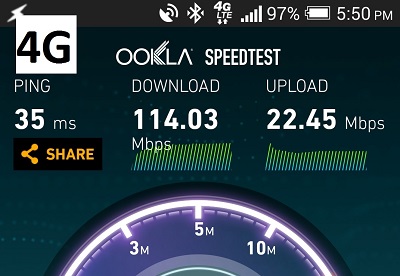 4G LTE 97% 5:50 PM
4G
OOKLA SPEEDTEST
PING DOWNLOAD UPLOAD
35 ms 114.03 Mbps 22.45 Mbps
SHARE
3M 5M 10M